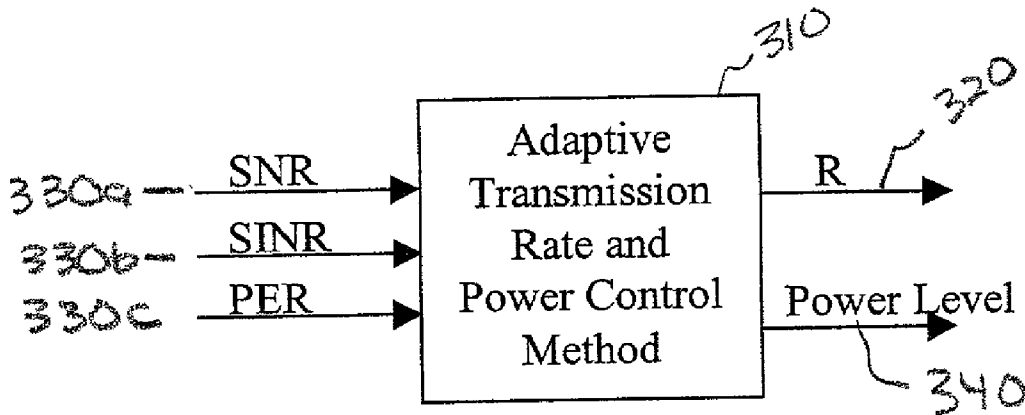 310
320
330a SNR
330b SINR
330c PER
Adaptive
Transmission
Rate and
Power Control
Method
R
Power Level
340